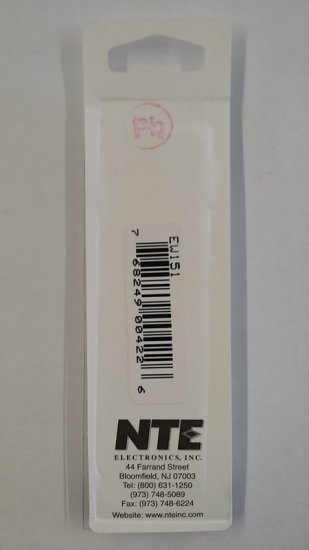 EW151
7 68249 00422 6
NTE
ELECTRONICS, INC.
44 Farrand Street
Bloomfield, NJ 07003
Tel: (800) 631-1250
(973) 748-5089
Fax: (973) 748-6224
Website: www.nteinc.com